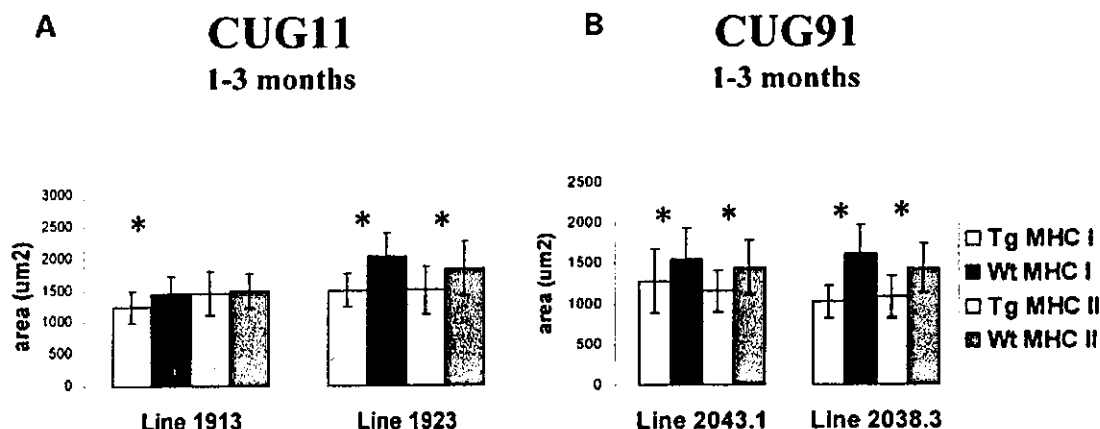 A
CUG11
1-3 months
area (um2)
3000
2500
2000
1500
1000
500
0
*
*
*
Line 1913
Line 1923
B
CUG91
1-3 months
area (um2)
2500
2000
1500
1000
500
0
*
*
*
*
Line 2043.1
Line 2038.3
Tg MHC I
Wt MHC I
Tg MHC II
Wt MHC II